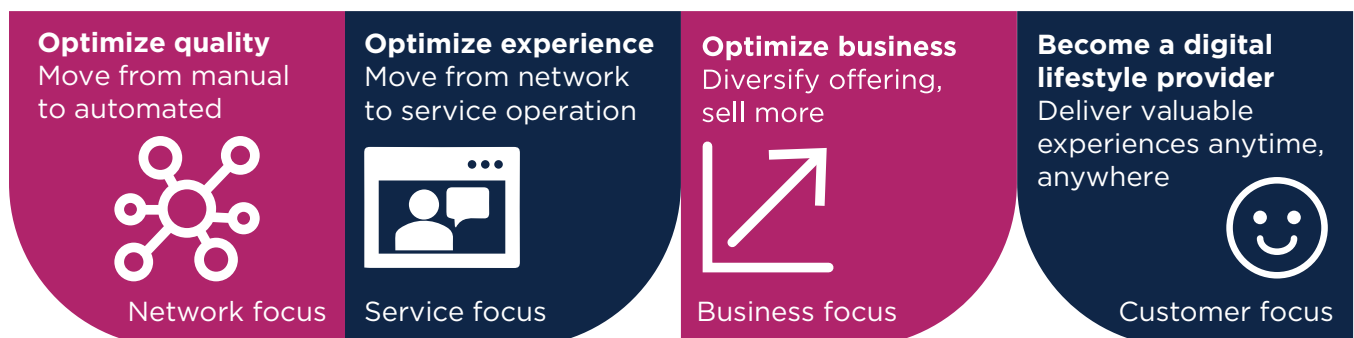 Optimize quality
Move from manual
to automated
Network focus
Optimize experience
Move from network
to service operation
Service focus
Optimize business
Diversify offering,
sell more
Business focus
Become a digital
lifestyle provider
Deliver valuable
experiences anytime,
anywhere
Customer focus